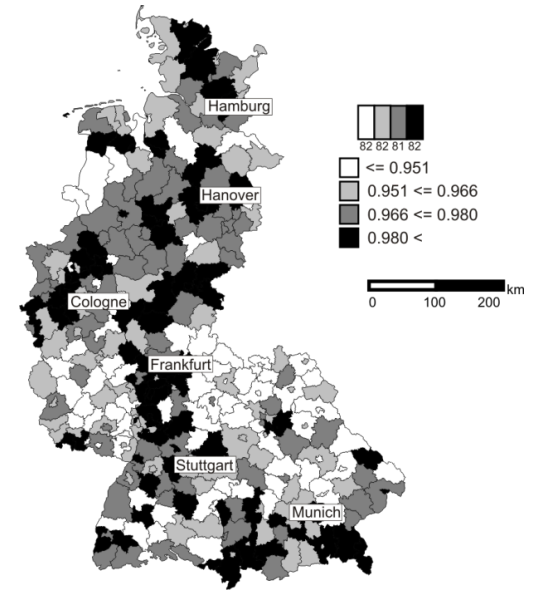 Hamburg
82 82 81 82
<= 0.951
0.951 <= 0.966
Hanover
0.966 <= 0.980
0.980 <
km
Cologne
0 100 200
Frankfurt
Stuttgart
Munich